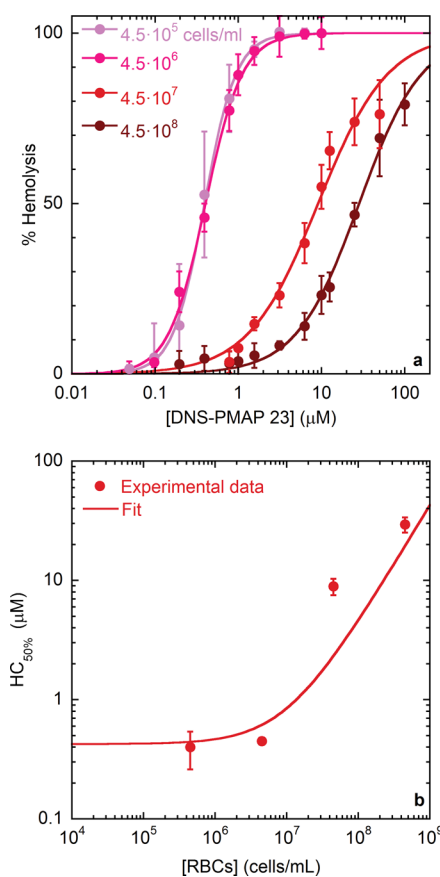 100
50
0
% Hemolysis
4.5·10⁵ cells/ml
4.5·10⁶
4.5·10⁷
4.5·10⁸
a
0.01 0.1 1 10 100
[DNS-PMAP 23] (μM)
100
10
1
0.1
HC50% (μM)
Experimental data
Fit
b
10⁴ 10⁵ 10⁶ 10⁷ 10⁸ 10⁹
[RBCs] (cells/mL)